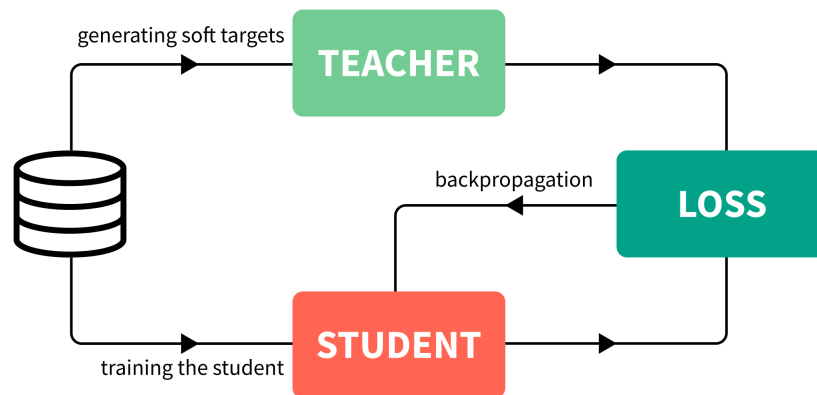 generating soft targets
TEACHER
backpropagation
LOSS
STUDENT
training the student